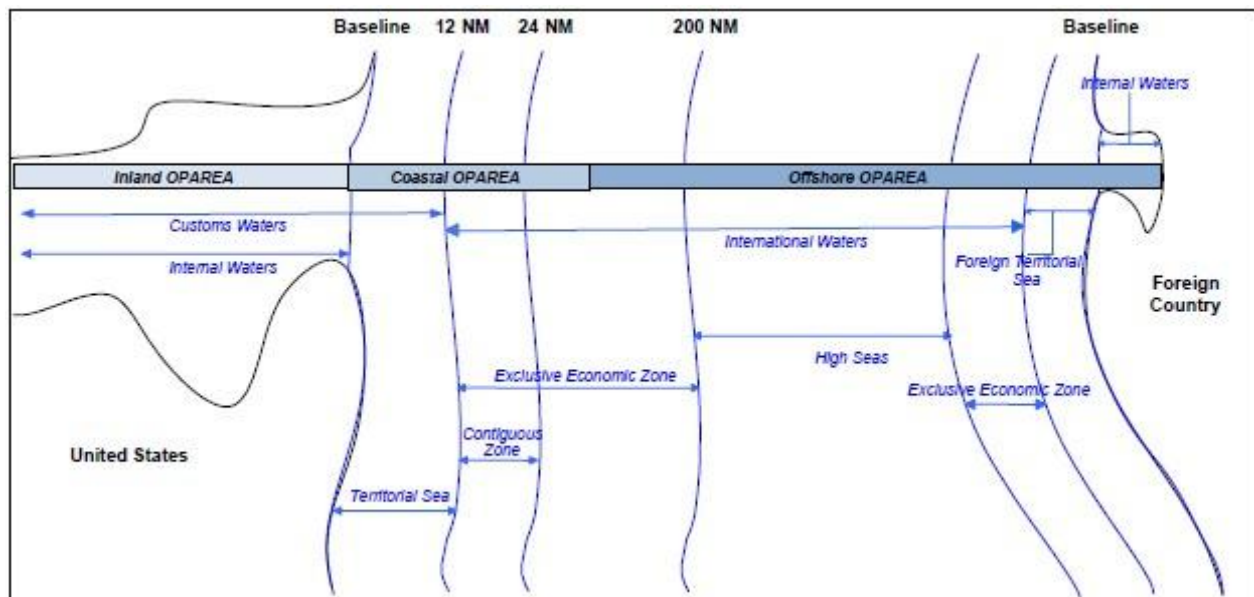 Baseline 12 NM 24 NM 200 NM Baseline
Internal Waters
Inland OPAREA Coastal OPAREA Offshore OPAREA
Customs Waters
International Waters
Internal Waters
Foreign Territorial
Sea
Foreign
Country
High Seas
Exclusive Economic Zone
Exclusive Economic Zone
Contiguous
Zone
United States
Territorial Sea